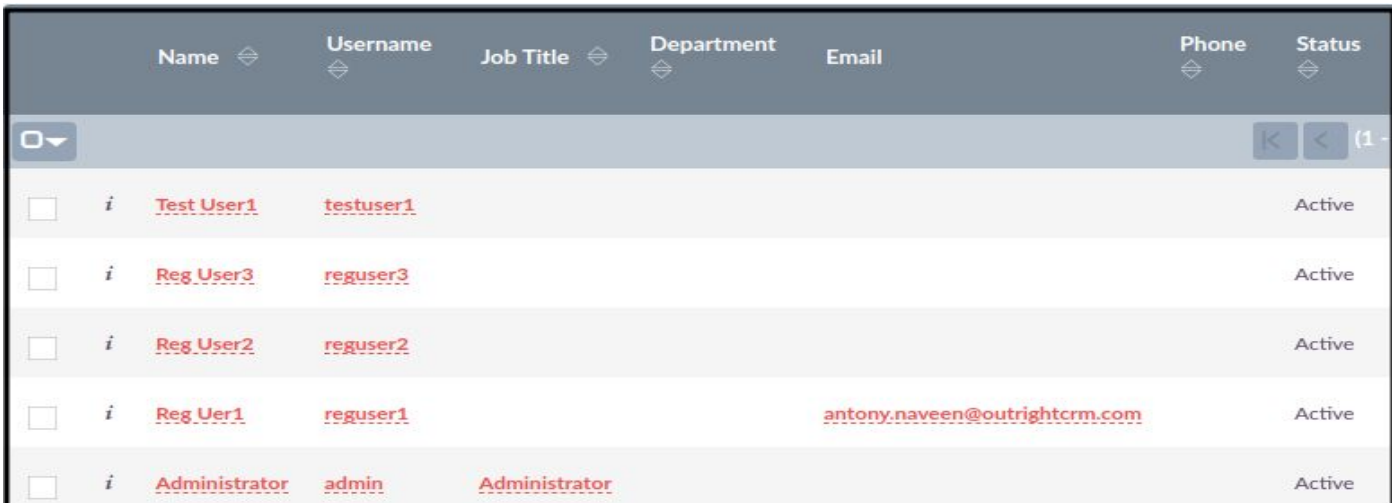 Name Username Job Title Department Email Phone Status
(1 -
i Test User1 testuser1 Active
i Reg User3 reguser3 Active
i Reg User2 reguser2 Active
i Reg Uer1 reguser1 antony.naveen@outrightcrm.com Active
i Administrator admin Administrator Active